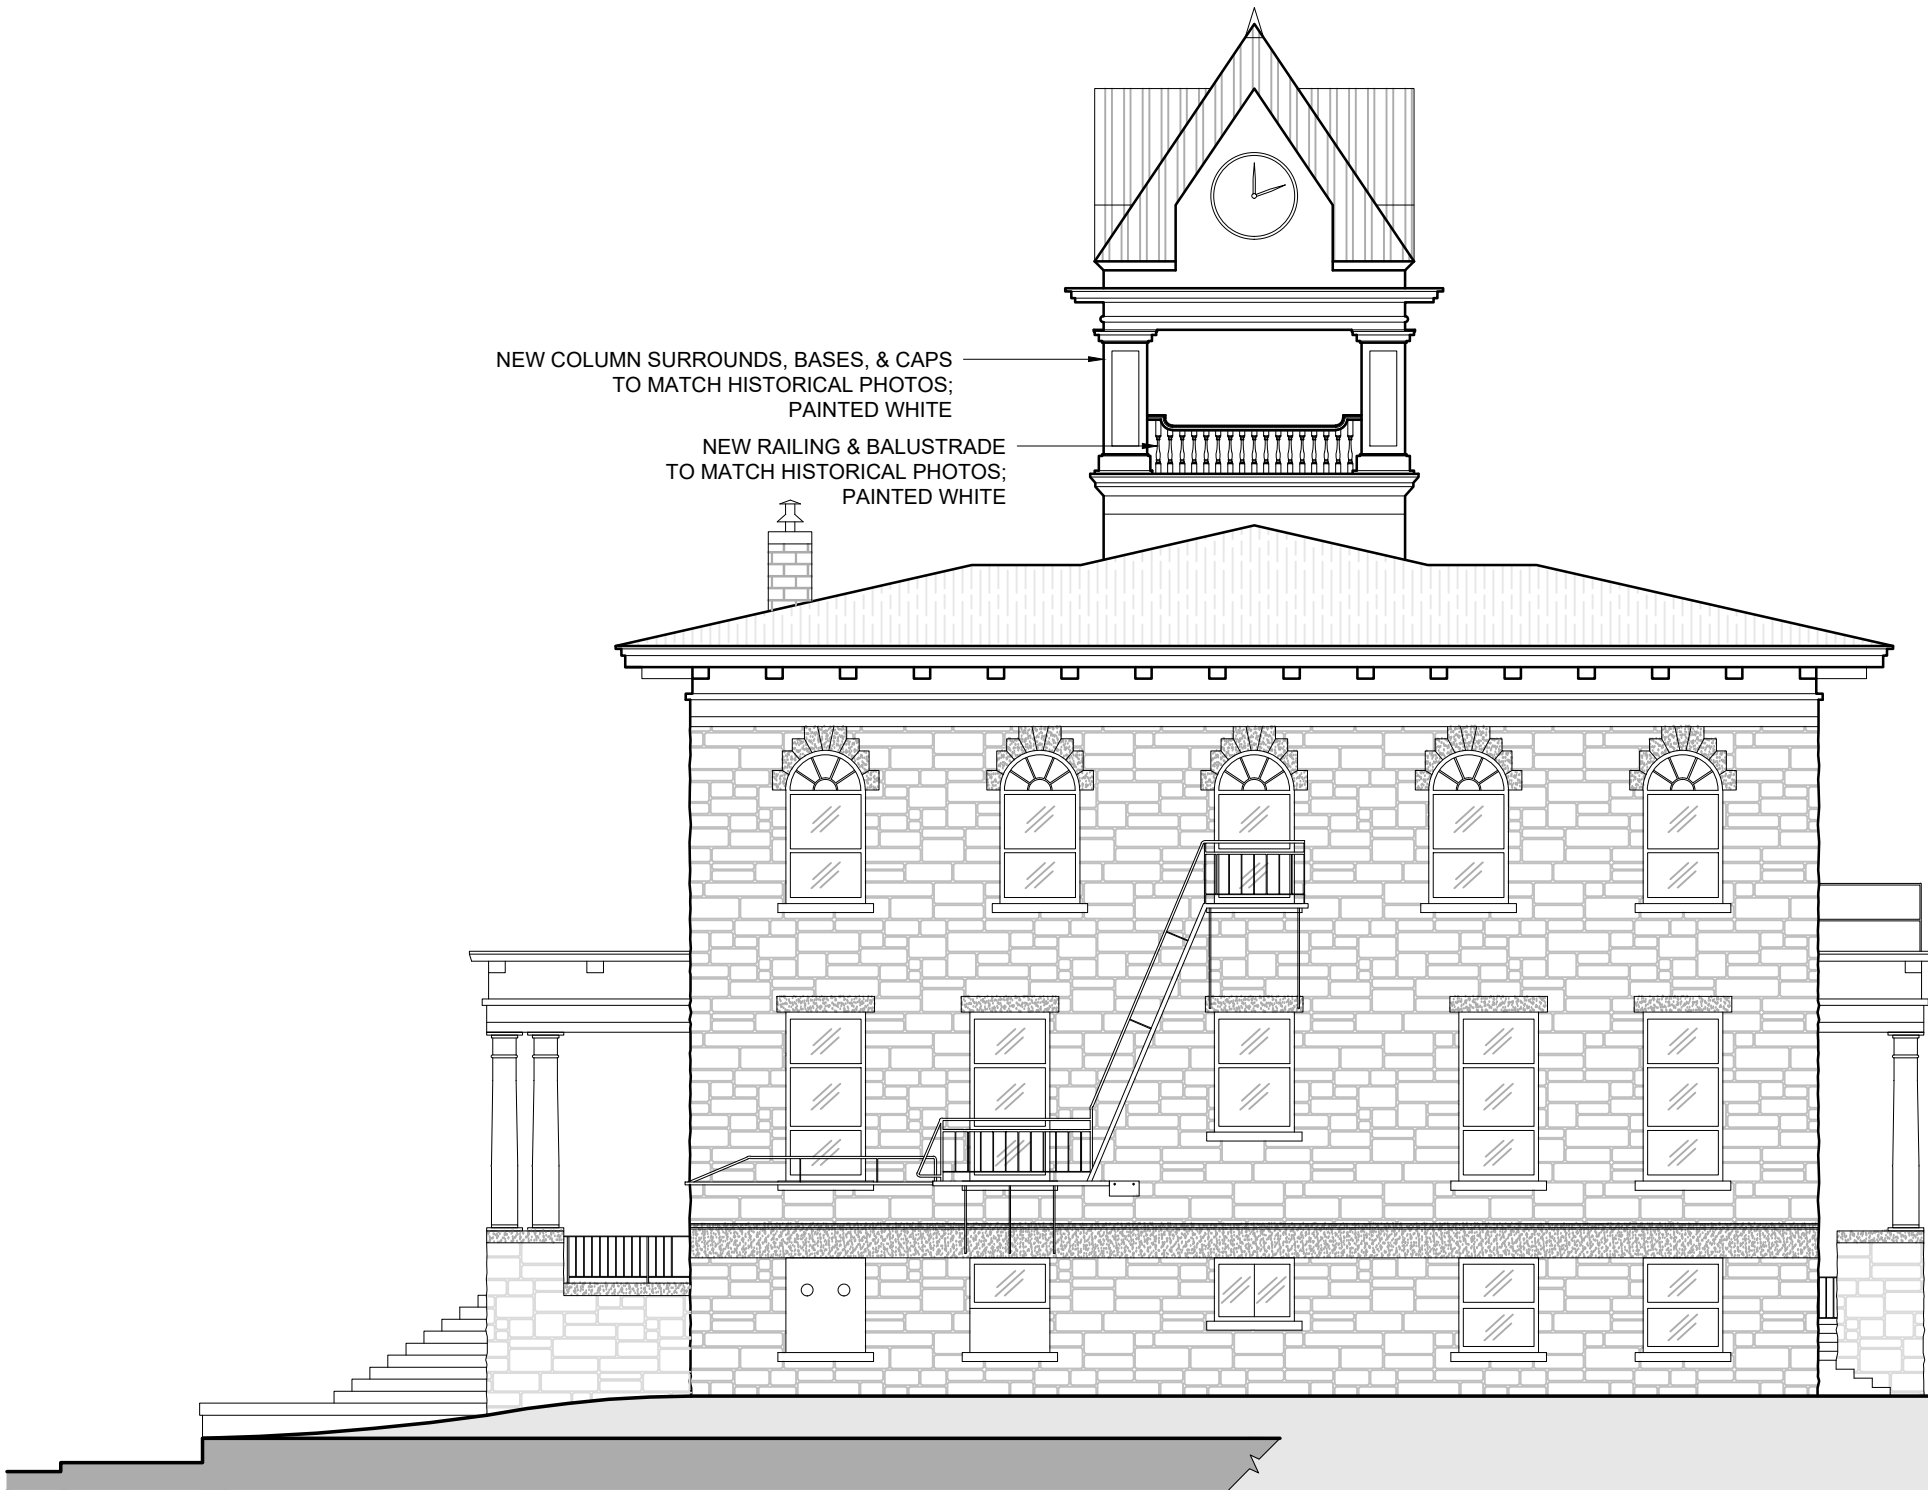 NEW COLUMN SURROUNDS, BASES, & CAPS
TO MATCH HISTORICAL PHOTOS;
PAINTED WHITE
NEW RAILING & BALUSTRADE
TO MATCH HISTORICAL PHOTOS;
PAINTED WHITE